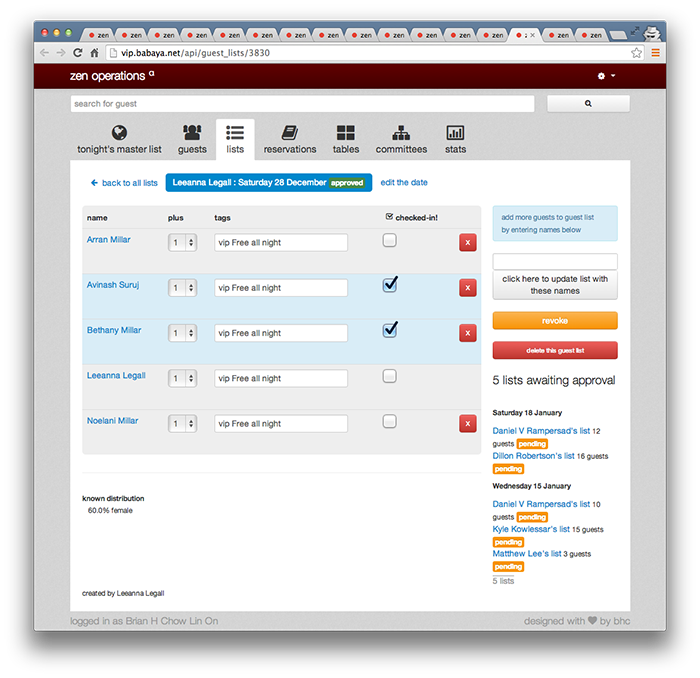 zen
zen
zen
zen
zen
zen
zen
zen
zen
zen
zen
zen
zen
z
zen
zen
vip.babaya.net/api/guest_lists/3830
zen operations α
search for guest
tonight's master list
guests
lists
reservations
tables
committees
stats
back to all lists
Leeanna Legall : Saturday 28 December approved
edit the date
name plus tags checked-in!
Arran Millar 1 vip Free all night x
Avinash Suruj 1 vip Free all night x
Bethany Millar 1 vip Free all night x
Leeanna Legall 1 vip Free all night
Noelani Millar 1 vip Free all night x
known distribution
60.0% female
created by Leeanna Legall
add more guests to guest list
by entering names below
click here to update list with
these names
revoke
delete this guest list
5 lists awaiting approval
Saturday 18 January
Daniel V Rampersad's list 12
guests pending
Dillon Robertson's list 16 guests
pending
Wednesday 15 January
Daniel V Rampersad's list 10
guests pending
Kyle Kowlessar's list 15 guests
pending
Matthew Lee's list 3 guests
pending
5 lists
logged in as Brian H Chow Lin On
designed with by bhc